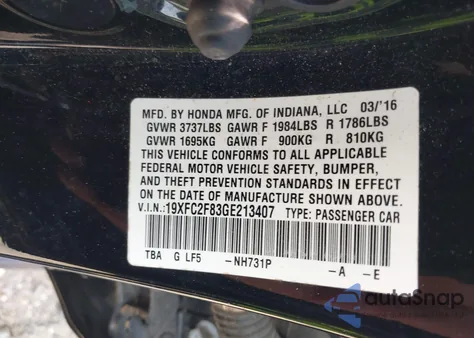 MFD. BY HONDA MFG. OF INDIANA, LLC 03/'16
GVWR 3737LBS GAWR F 1984LBS R 1786LBS
GVWR 1695KG GAWR F 900KG R 810KG
THIS VEHICLE CONFORMS TO ALL APPLICABLE
FEDERAL MOTOR VEHICLE SAFETY, BUMPER,
AND THEFT PREVENTION STANDARDS IN EFFECT
ON THE DATE OF MANUFACTURE SHOWN ABOVE.
V.I.N.: 19XFC2F83GE213407 TYPE: PASSENGER CAR
TBA G LF5 -NH731P -A -E
autoSnap